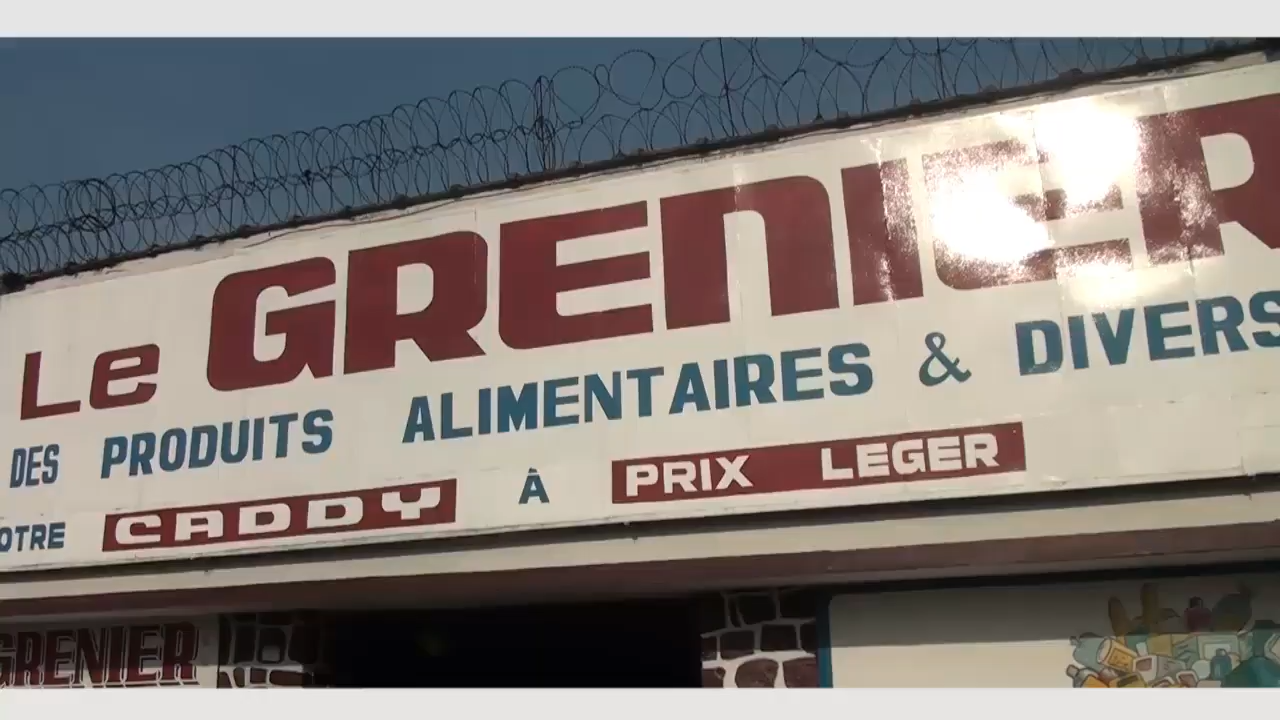 Le GRENIER
DES PRODUITS ALIMENTAIRES & DIVERS
OTRE CADDY À PRIX LEGER
GRENIER